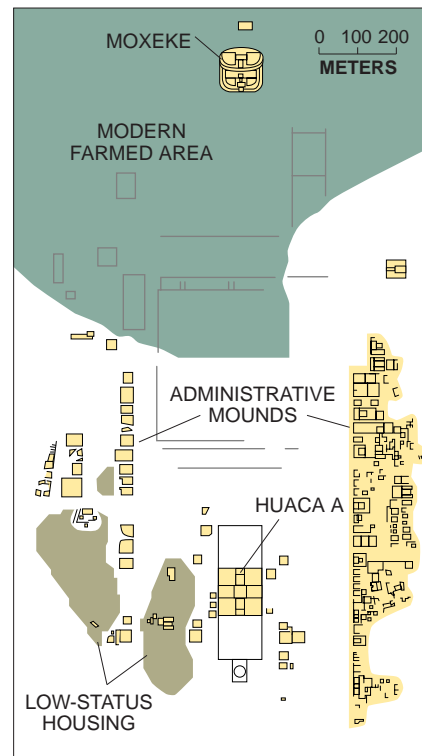 MOXEKE
0 100 200
METERS
MODERN
FARMED AREA
ADMINISTRATIVE
MOUNDS
HUACA A
LOW-STATUS
HOUSING